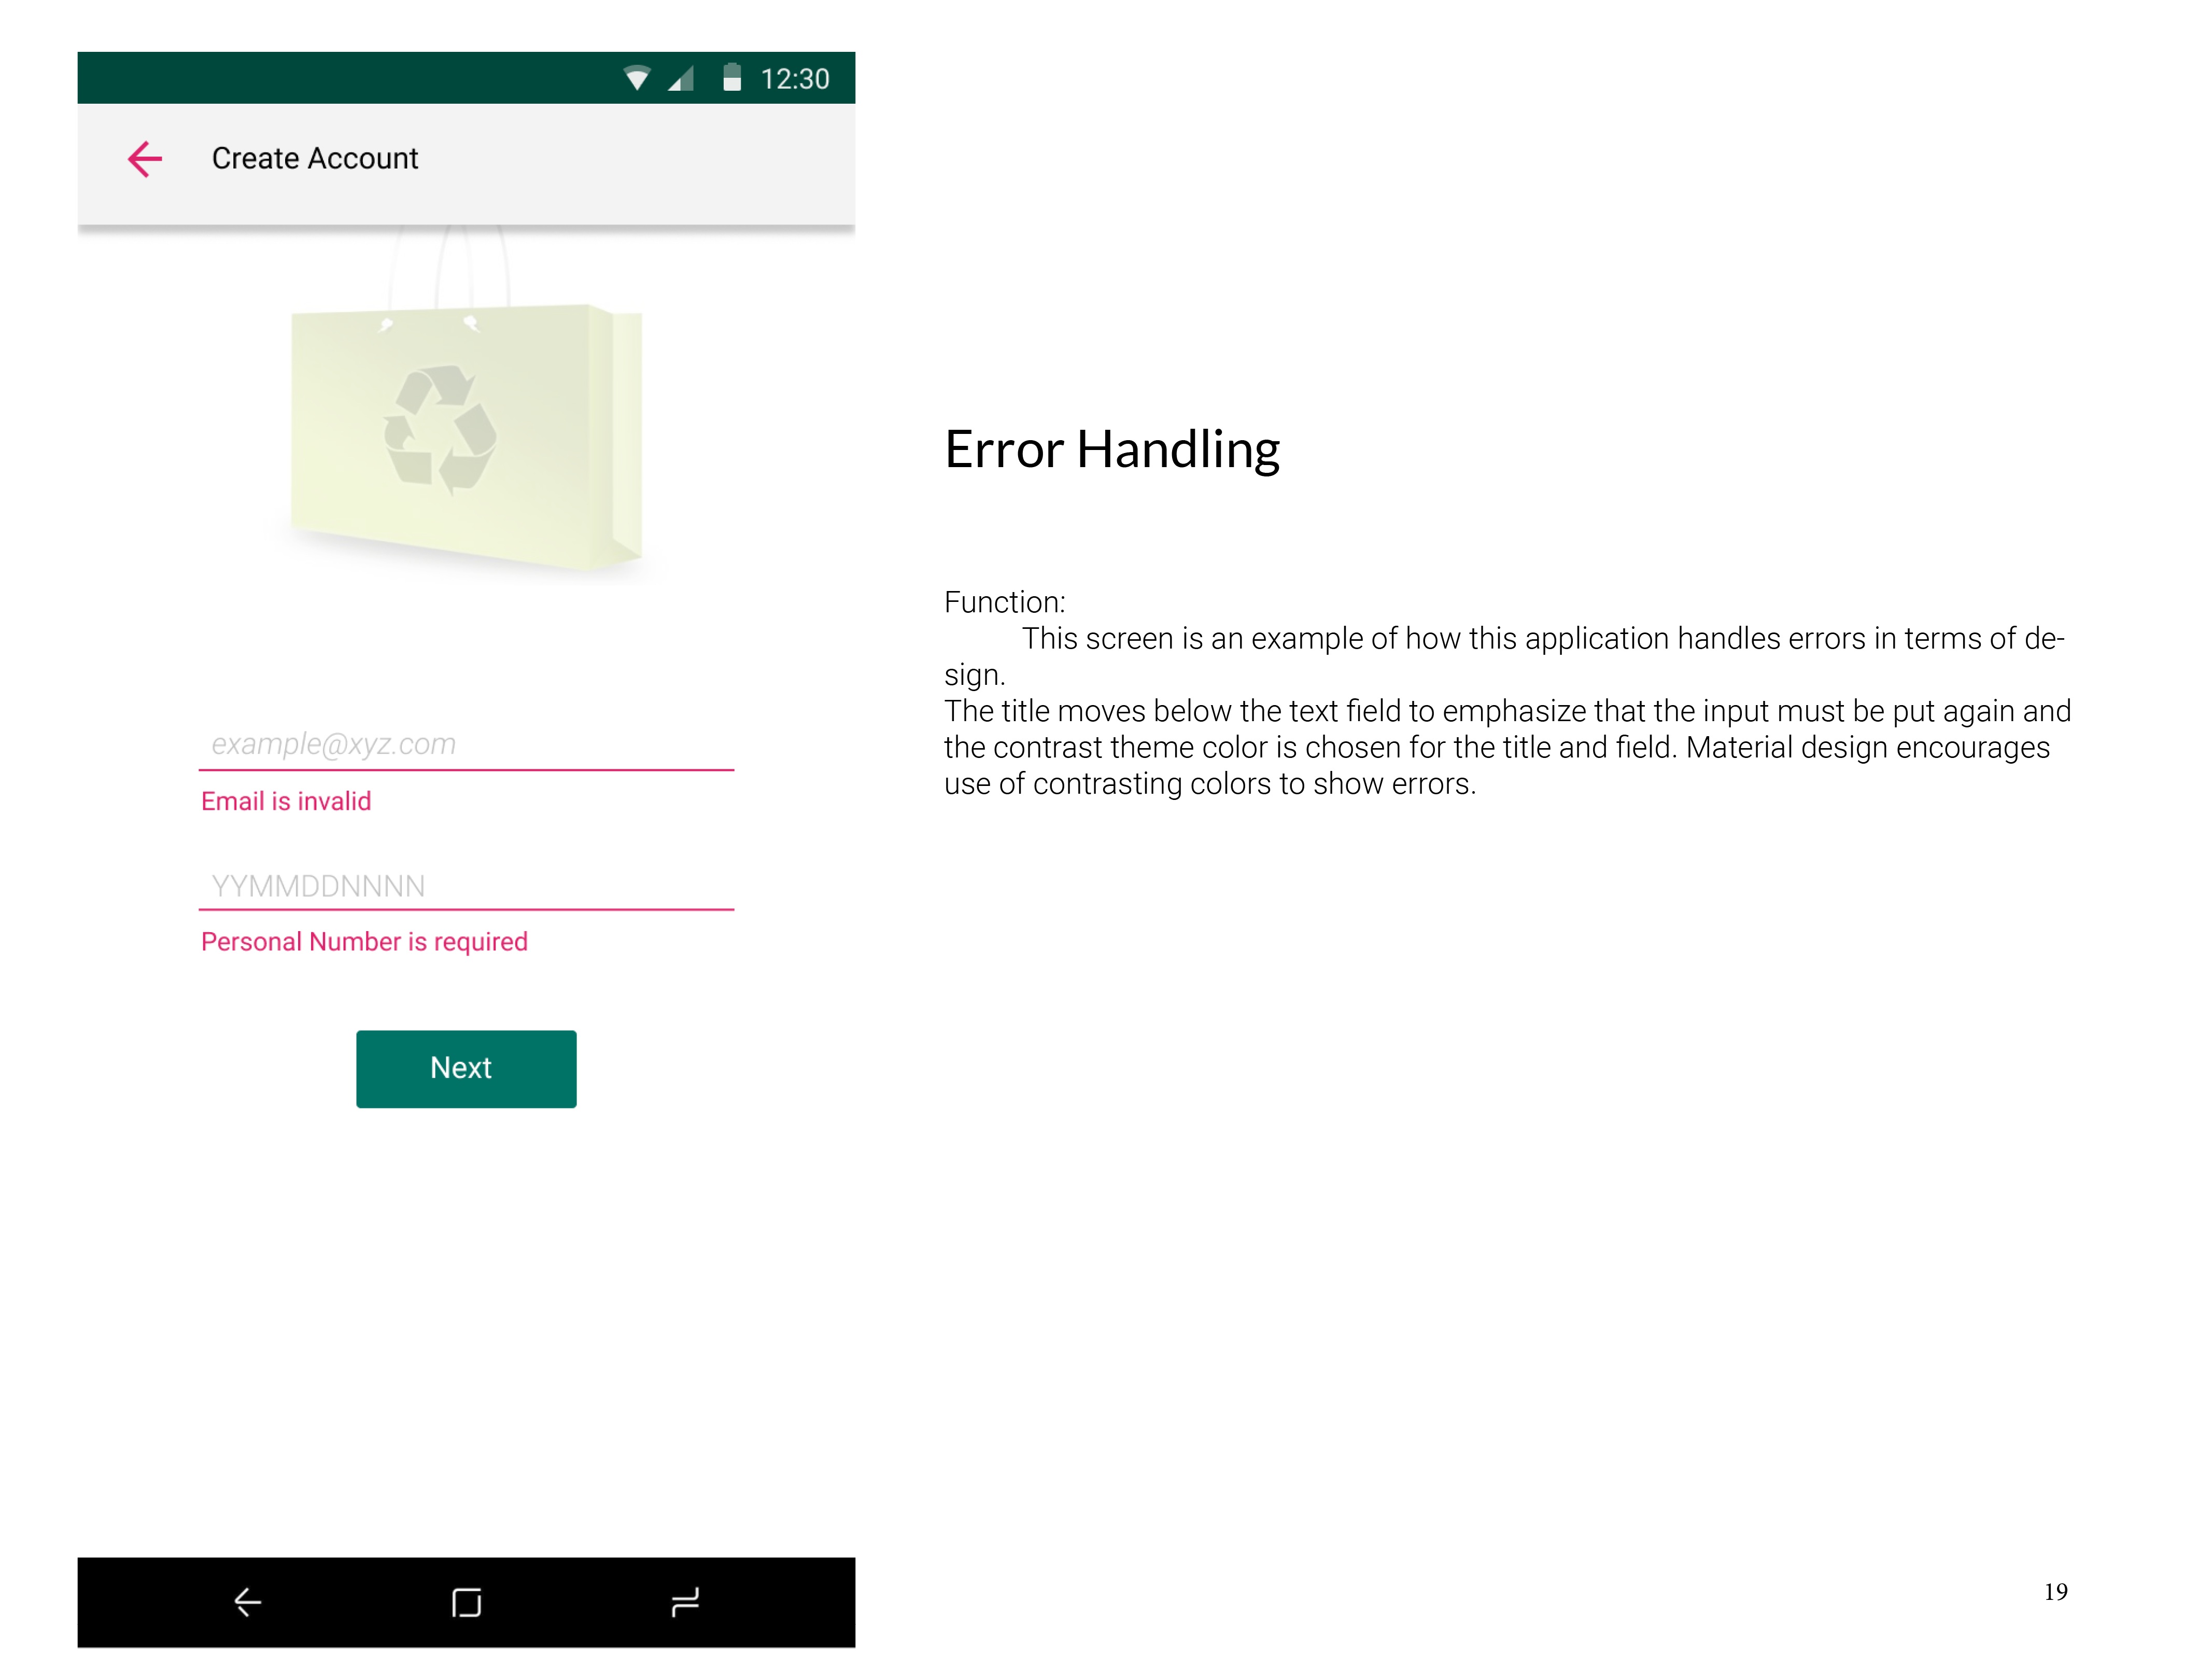 12:30
Create Account
example@xyz.com
Email is invalid
YYMMDDNNNN
Personal Number is required
Next
Error Handling
Function:
This screen is an example of how this application handles errors in terms of de-
sign.
The title moves below the text field to emphasize that the input must be put again and
the contrast theme color is chosen for the title and field. Material design encourages
use of contrasting colors to show errors.
19